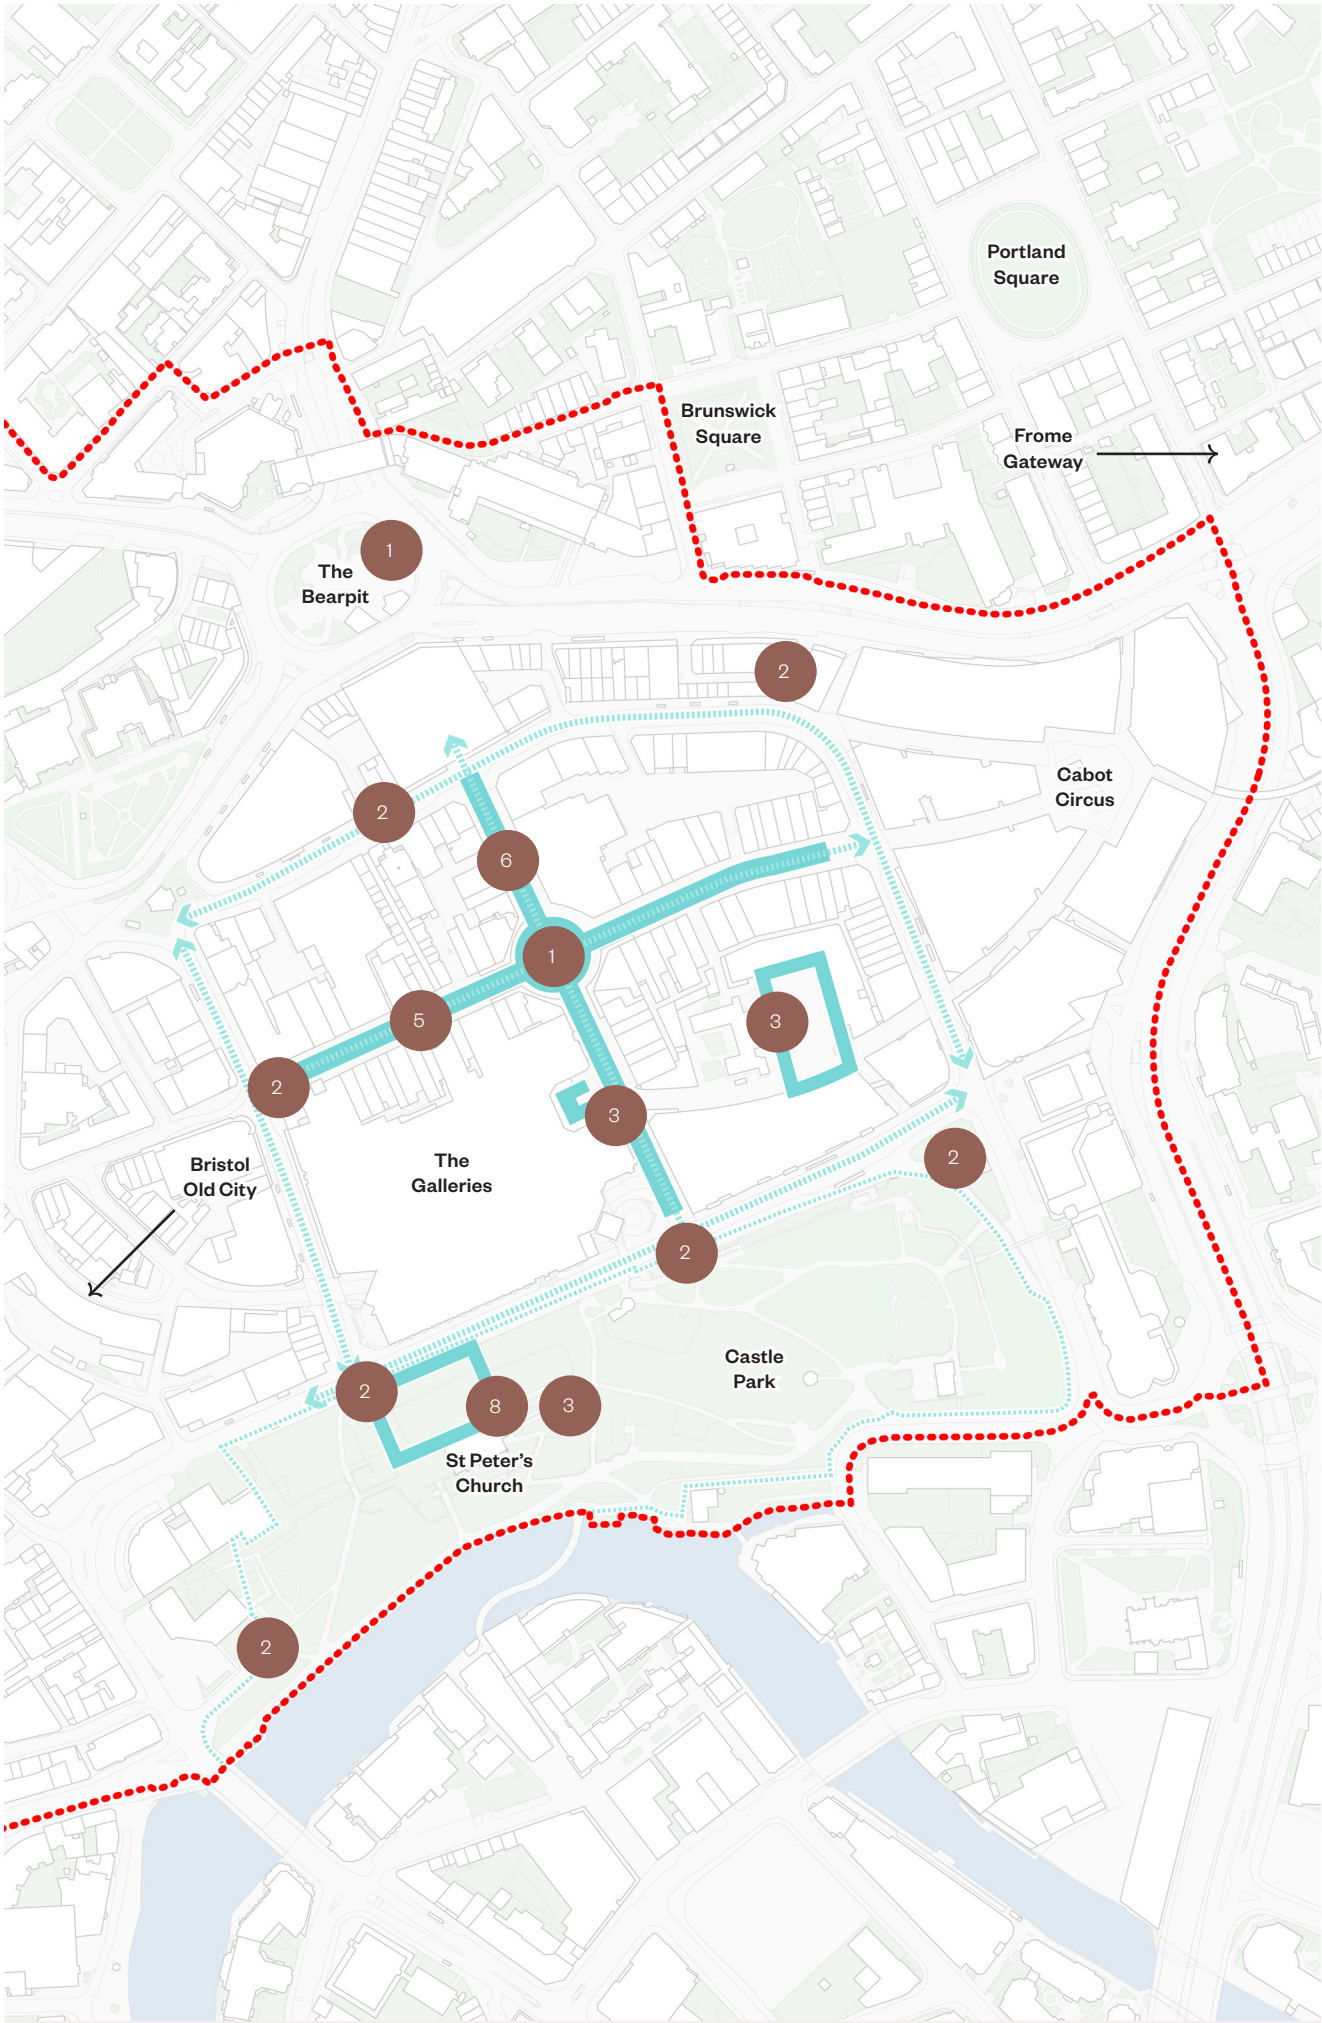 Portland
Square
Brunswick
Square
Frome
Gateway
1
The
Bearpit
2
Cabot
Circus
2
6
1
5
3
2
3
Bristol
Old City
The
Galleries
2
2
Castle
Park
2
8
3
St Peter's
Church
2